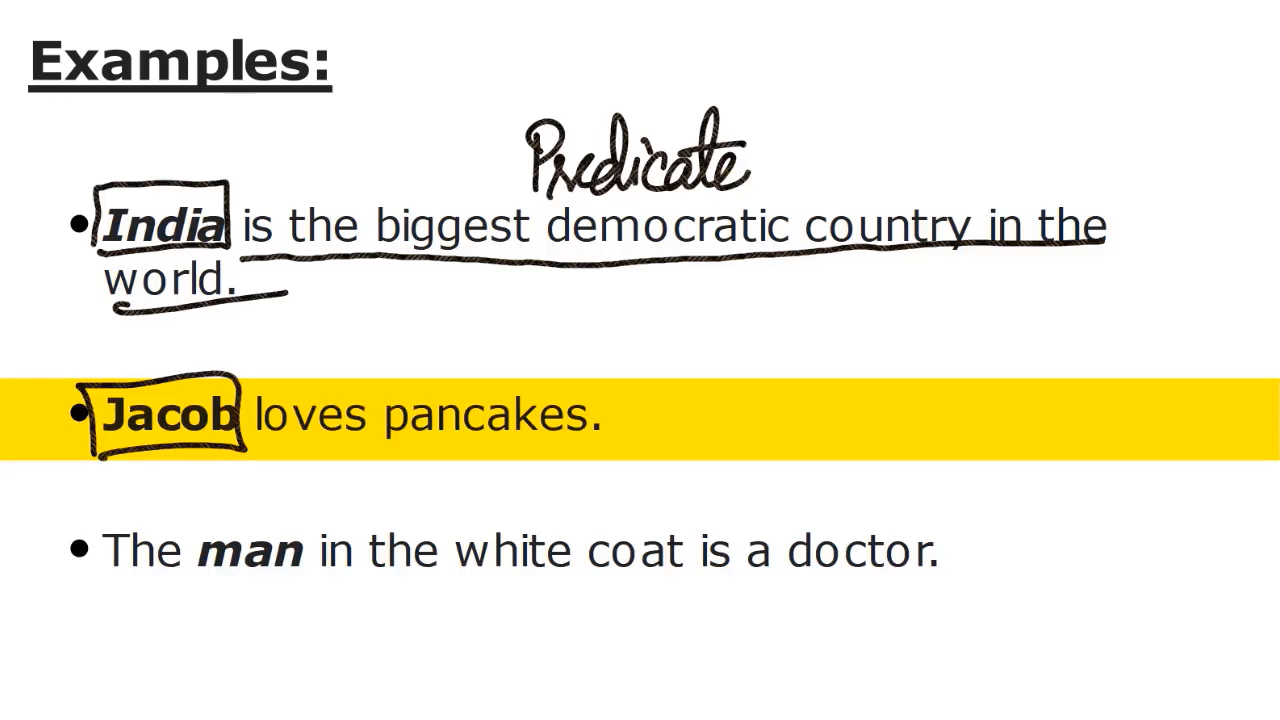 Examples:
Predicate
• India is the biggest democratic country in the
world.
• Jacob loves pancakes.
• The man in the white coat is a doctor.